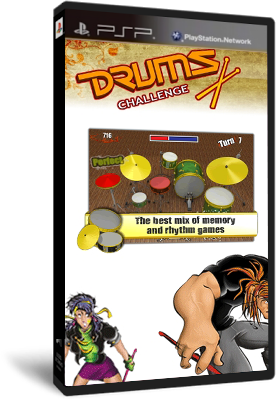 PSP PlayStation.Network
DRUMS
CHALLENGE
716
Turn 7
Perfect
The best mix of memory
and rhythm games